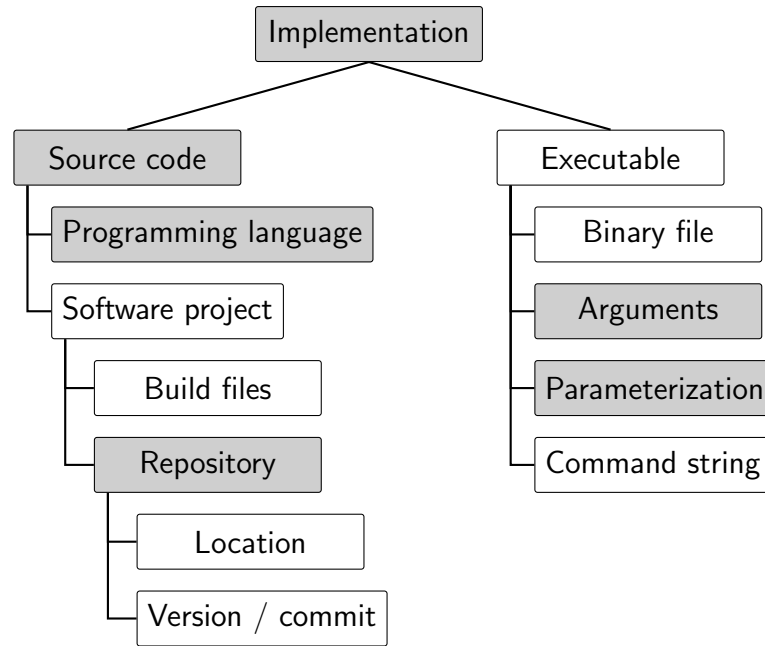 Implementation
Source code
Programming language
Software project
Build files
Repository
Location
Version / commit
Executable
Binary file
Arguments
Parameterization
Command string